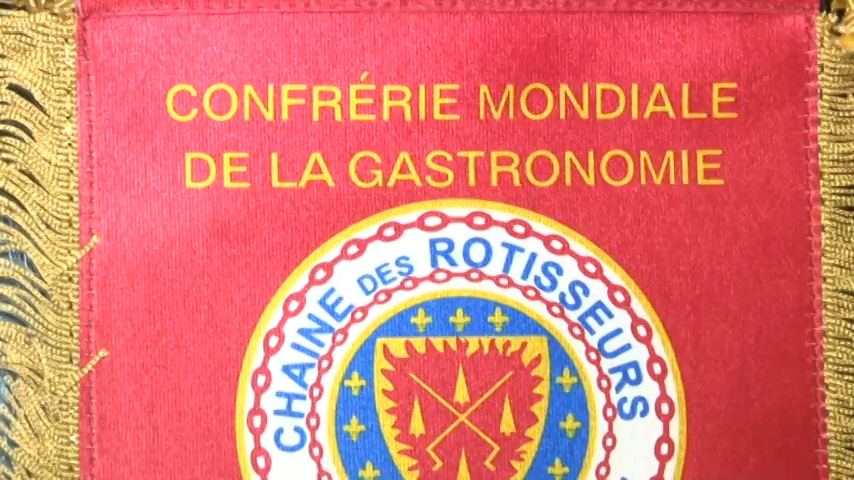 CONFRÉRIE MONDIALE
DE LA GASTRONOMIE
CHAINE DES ROTISSEURS